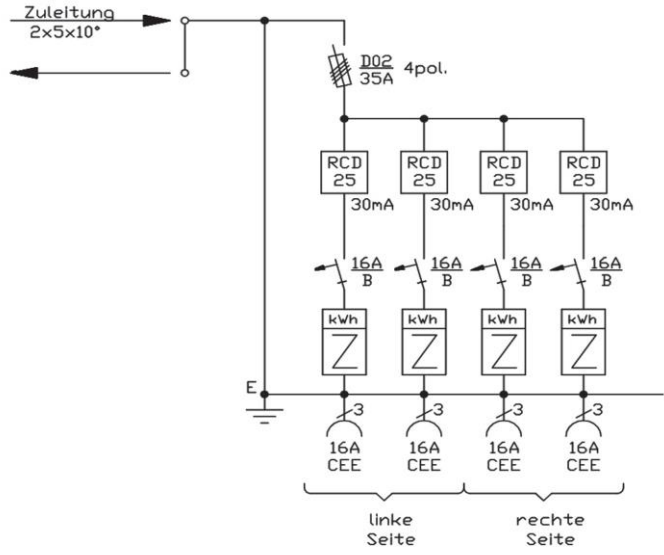 Zuleitung
2x5x10°
D02
35A
4pol.
RCD
25
30mA
RCD
25
30mA
RCD
25
30mA
RCD
25
30mA
16A
B
16A
B
16A
B
16A
B
kWh
Z
kWh
Z
kWh
Z
kWh
Z
E
3
3
3
3
16A
CEE
16A
CEE
16A
CEE
16A
CEE
linke
Seite
rechte
Seite